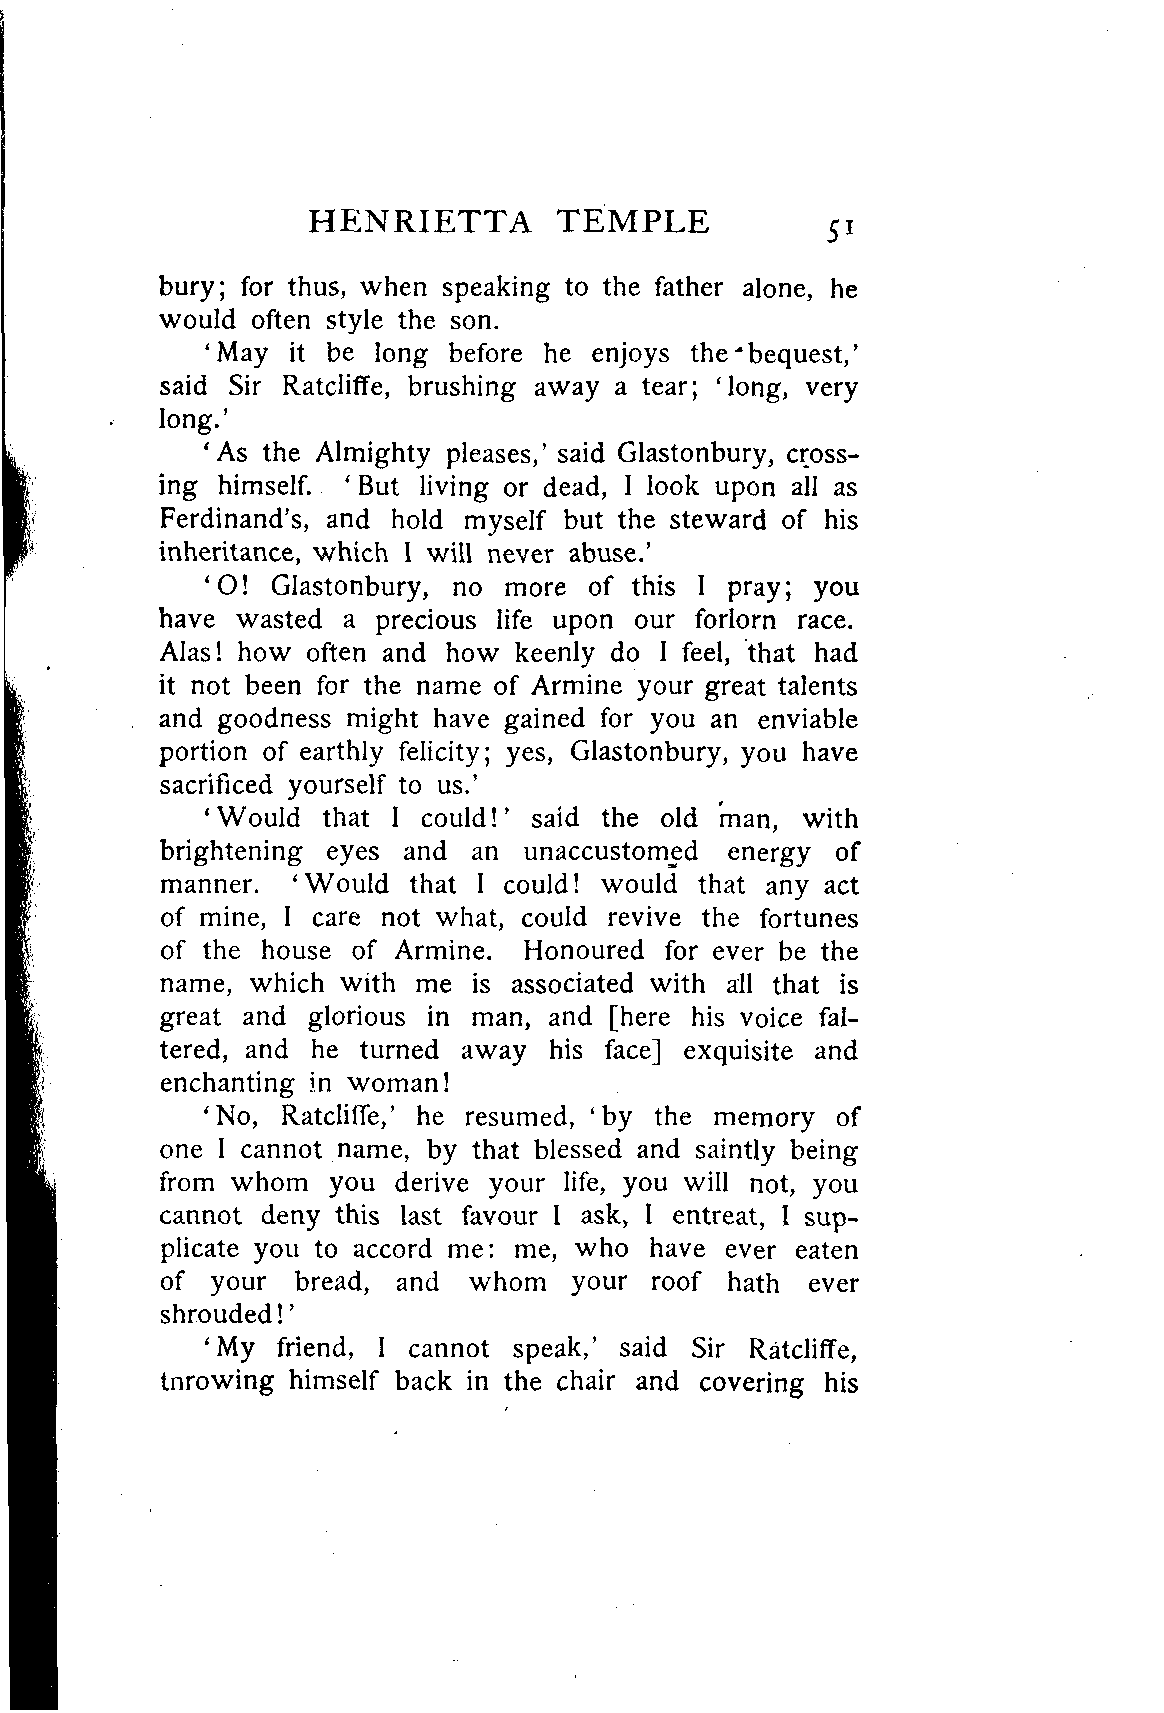 HENRIETTA TEMPLE 51
bury; for thus, when speaking to the father alone, he
would often style the son.
‘May it be long before he enjoys the bequest,’
said Sir Ratcliffe, brushing away a tear; ‘long, very
long.’
‘As the Almighty pleases,’ said Glastonbury, cross-
ing himself. ‘But living or dead, I look upon all as
Ferdinand's, and hold myself but the steward of his
inheritance, which I will never abuse.’
‘O! Glastonbury, no more of this I pray; you
have wasted a precious life upon our forlorn race.
Alas! how often and how keenly do I feel, that had
it not been for the name of Armine your great talents
and goodness might have gained for you an enviable
portion of earthly felicity; yes, Glastonbury, you have
sacrificed yourself to us.’
‘Would that I could!’ said the old man, with
brightening eyes and an unaccustomed energy of
manner. ‘Would that I could! would that any act
of mine, I care not what, could revive the fortunes
of the house of Armine. Honoured for ever be the
name, which with me is associated with all that is
great and glorious in man, and [here his voice fal-
tered, and he turned away his face] exquisite and
enchanting in woman!
‘No, Ratcliffe,’ he resumed, ‘by the memory of
one I cannot name, by that blessed and saintly being
from whom you derive your life, you will not, you
cannot deny this last favour I ask, I entreat, I sup-
plicate you to accord me: me, who have ever eaten
of your bread, and whom your roof hath ever
shrouded!’
‘My friend, I cannot speak,’ said Sir Ratcliffe,
throwing himself back in the chair and covering his